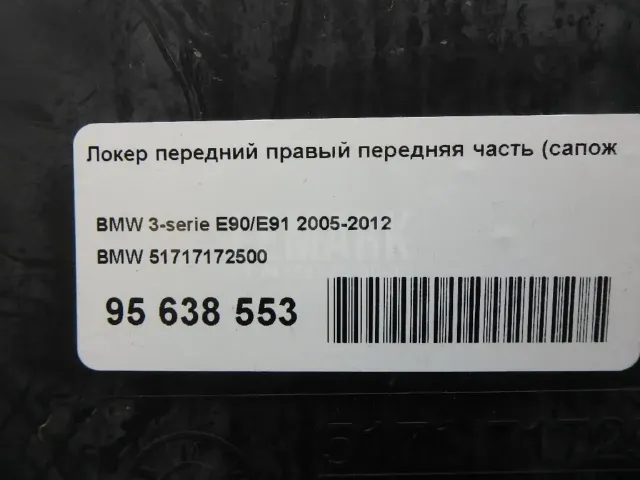 Локер передний правый передняя часть (сапож
BMW 3-serie E90/E91 2005-2012
BMW 51717172500
95 638 553